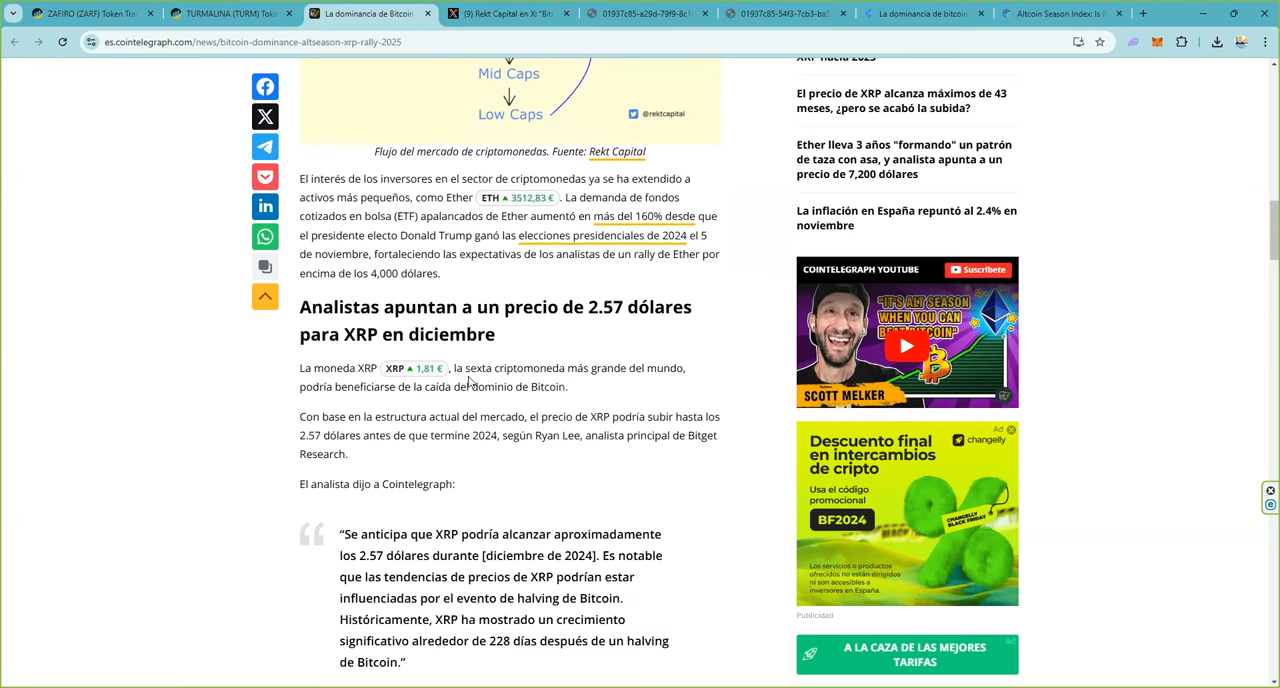 ZAFIRO (ZARF) Token Tra
TURMALINA (TURM) Toke
La dominancia de Bitcoin
(9) Rekt Capital en X: "Bitc
01937c85-a29d-79f9-8c1
01937c85-54f3-7cb3-ba
La dominancia de bitcoin
Altcoin Season Index: Is it
es.cointelegraph.com/news/bitcoin-dominance-altseason-xrp-rally-2025
Mid Caps
Low Caps
@rektcapital
Flujo del mercado de criptomonedas. Fuente: Rekt Capital
El interés de los inversores en el sector de criptomonedas ya se ha extendido a
activos más pequeños, como Ether ETH ▲ 3512,83 € . La demanda de fondos
cotizados en bolsa (ETF) apalancados de Ether aumentó en más del 160% desde que
el presidente electo Donald Trump ganó las elecciones presidenciales de 2024 el 5
de noviembre, fortaleciendo las expectativas de los analistas de un rally de Ether por
encima de los 4,000 dólares.
Analistas apuntan a un precio de 2.57 dólares
para XRP en diciembre
La moneda XRP XRP ▲ 1,81 € , la sexta criptomoneda más grande del mundo,
podría beneficiarse de la caída del dominio de Bitcoin.
Con base en la estructura actual del mercado, el precio de XRP podría subir hasta los
2.57 dólares antes de que termine 2024, según Ryan Lee, analista principal de Bitget
Research.
El analista dijo a Cointelegraph:
“Se anticipa que XRP podría alcanzar aproximadamente
los 2.57 dólares durante [diciembre de 2024]. Es notable
que las tendencias de precios de XRP podrían estar
influenciadas por el evento de halving de Bitcoin.
Históricamente, XRP ha mostrado un crecimiento
significativo alrededor de 228 días después de un halving
de Bitcoin.”
XRP hacia 2025
El precio de XRP alcanza máximos de 43
meses, ¿pero se acabó la subida?
Ether lleva 3 años "formando" un patrón
de taza con asa, y analista apunta a un
precio de 7,200 dólares
La inflación en España repuntó al 2.4% en
noviembre
COINTELEGRAPH YOUTUBE
Suscríbete
"IT'S ALT SEASON
WHEN YOU CAN
BEAT BITCOIN"
SCOTT MELKER
Ad
changelly
Descuento final
en intercambios
de cripto
Usa el código
promocional
BF2024
CHANGELLY
BLACK FRIDAY
Los servicios o productos
ofrecidos no están dirigidos
ni son accesibles a
inversores en España.
Publicidad
Ad
A LA CAZA DE LAS MEJORES
TARIFAS